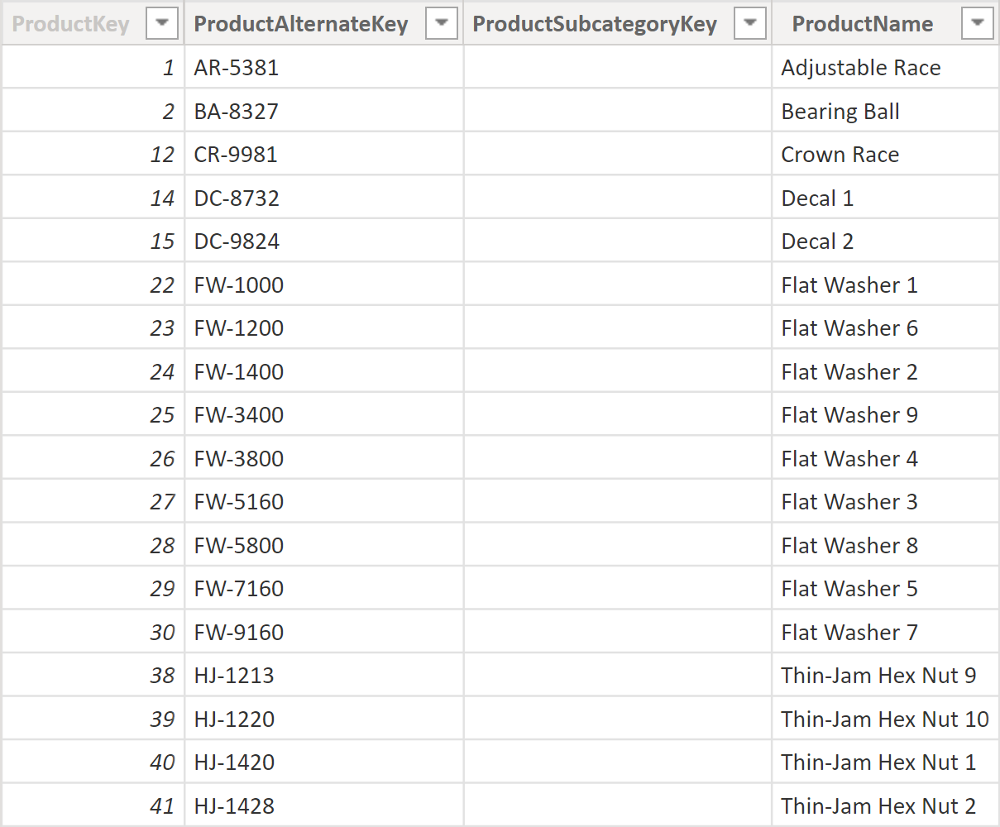 ProductKey ProductAlternateKey ProductSubcategoryKey ProductName
1 AR-5381 Adjustable Race
2 BA-8327 Bearing Ball
12 CR-9981 Crown Race
14 DC-8732 Decal 1
15 DC-9824 Decal 2
22 FW-1000 Flat Washer 1
23 FW-1200 Flat Washer 6
24 FW-1400 Flat Washer 2
25 FW-3400 Flat Washer 9
26 FW-3800 Flat Washer 4
27 FW-5160 Flat Washer 3
28 FW-5800 Flat Washer 8
29 FW-7160 Flat Washer 5
30 FW-9160 Flat Washer 7
38 HJ-1213 Thin-Jam Hex Nut 9
39 HJ-1220 Thin-Jam Hex Nut 10
40 HJ-1420 Thin-Jam Hex Nut 1
41 HJ-1428 Thin-Jam Hex Nut 2